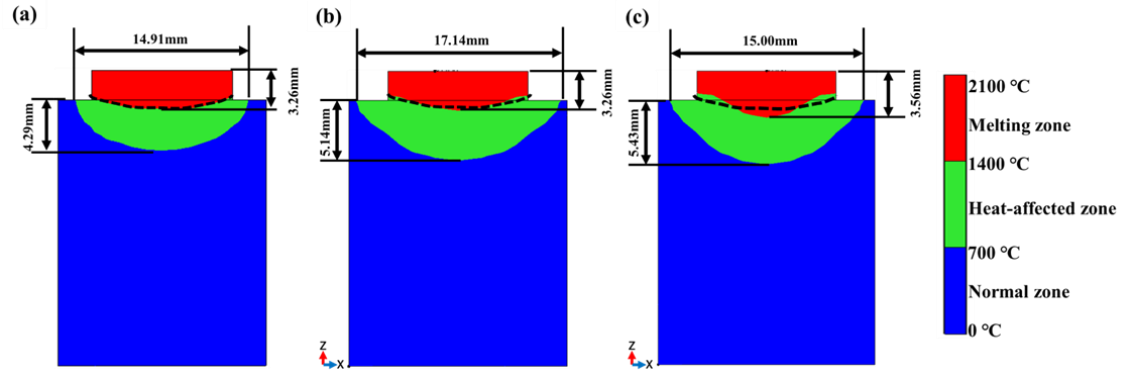 (a)
14.91mm
3.26mm
4.29mm
(b)
17.14mm
3.26mm
5.14mm
Z
X
(c)
15.00mm
3.56mm
5.43mm
Z
X
2100 °C
Melting zone
1400 °C
Heat-affected zone
700 °C
Normal zone
0 °C